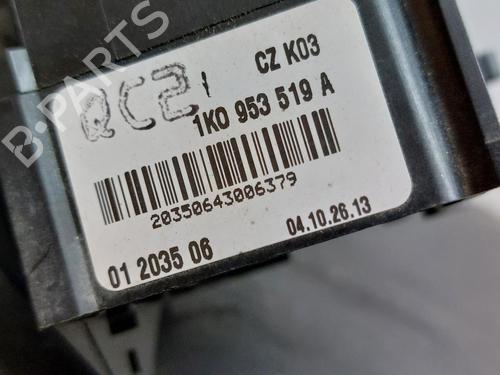 B-PARTS
QC2
CZ K03
1K0 953 519 A
20350643006379
01 2035 06
04.10.26.13